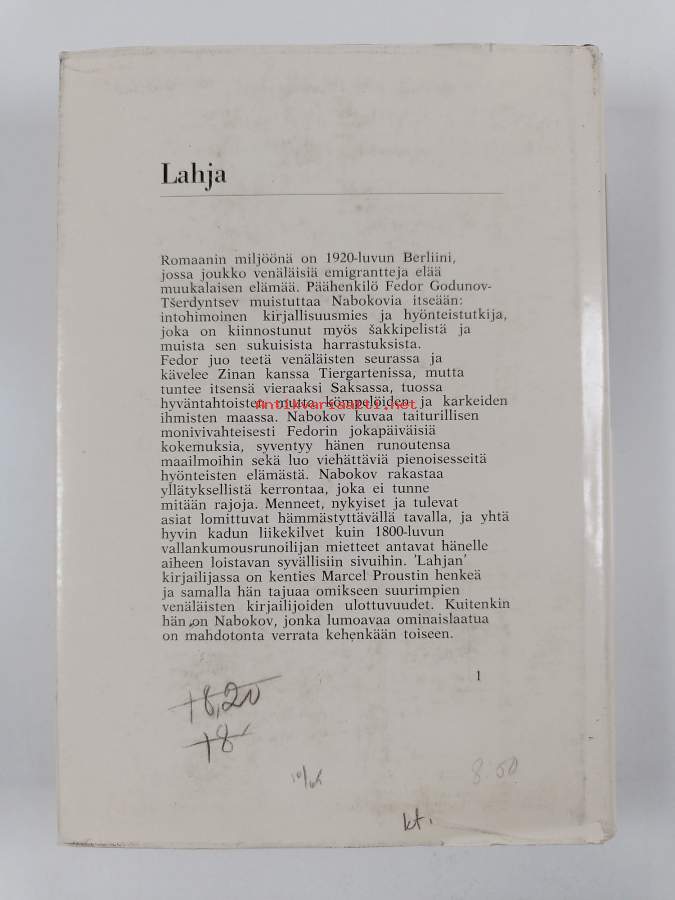 Lahja
Romaanin miljöönä on 1920-luvun Berliini,
jossa joukko venäläisiä emigrantteja elää
muukalaisen elämää. Päähenkilö Fedor Godunov-
Tšerdyntsev muistuttaa Nabokovia itseään:
intohimoinen kirjallisuusmies ja hyönteistutkija,
joka on kiinnostunut myös šakkipelistä ja
muista sen sukuisista harrastuksista.
Fedor juo teetä venäläisten seurassa ja
kävelee Zinan kanssa Tiergartenissa, mutta
tuntee itsensä vieraaksi Saksassa, tuossa
hyväntahtoisten mutta kömpelöiden ja karkeiden
Antikvariaatti.net
ihmisten maassa. Nabokov kuvaa taiturillisen
monivivahteisesti Fedorin jokapäiväisiä
kokemuksia, syventyy hänen runoutensa
maailmoihin sekä luo viehättäviä pienoisesseitä
hyönteisten elämästä. Nabokov rakastaa
yllätyksellistä kerrontaa, joka ei tunne
mitään rajoja. Menneet, nykyiset ja tulevat
asiat lomittuvat hämmästyttävällä tavalla, ja yhtä
hyvin kadun liikekilvet kuin 1800-luvun
vallankumousrunoilijan mietteet antavat hänelle
aiheen loistavan syvällisiin sivuihin. 'Lahjan'
kirjailijassa on kenties Marcel Proustin henkeä
ja samalla hän tajuaa omikseen suurimpien
venäläisten kirjailijoiden ulottuvuudet. Kuitenkin
hän on Nabokov, jonka lumoavaa ominaislaatua
on mahdotonta verrata kehenkään toiseen.
1
8,20
8 50
kt.